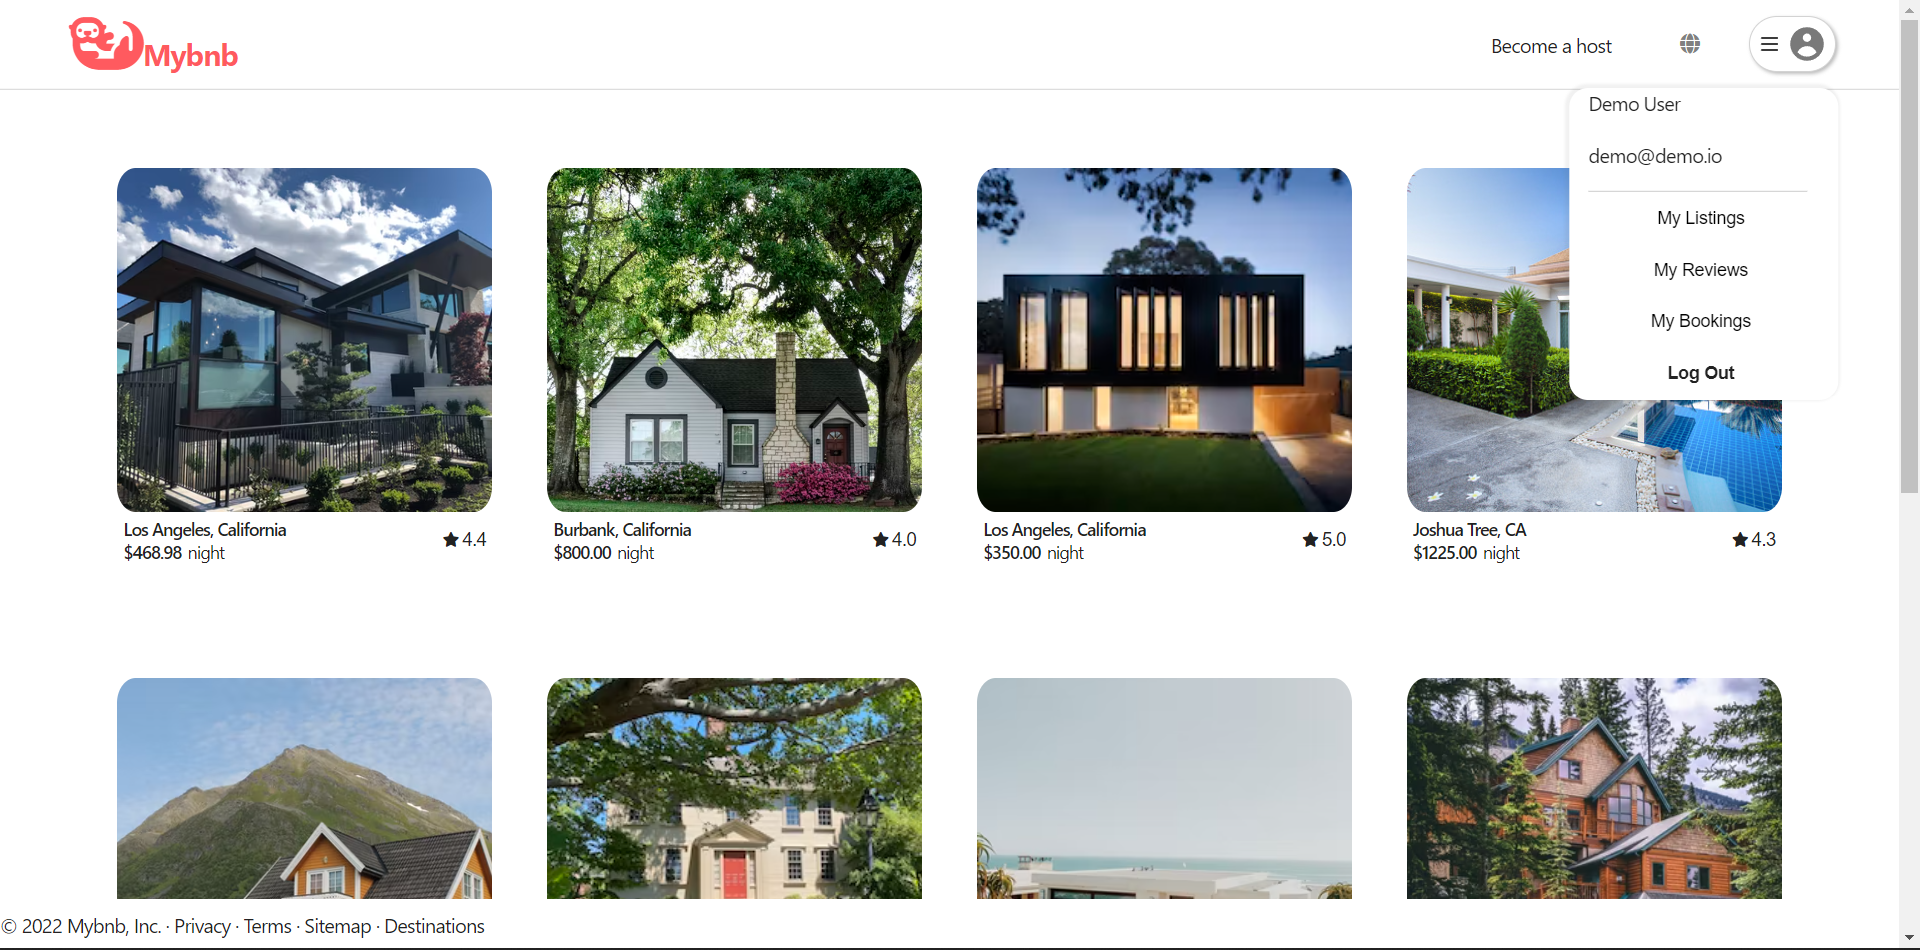 Mybnb
Become a host
Demo User
demo@demo.io
My Listings
My Reviews
My Bookings
Log Out
Los Angeles, California
$468.98 night
4.4
Burbank, California
$800.00 night
4.0
Los Angeles, California
$350.00 night
5.0
Joshua Tree, CA
$1225.00 night
4.3
© 2022 Mybnb, Inc. · Privacy · Terms · Sitemap · Destinations